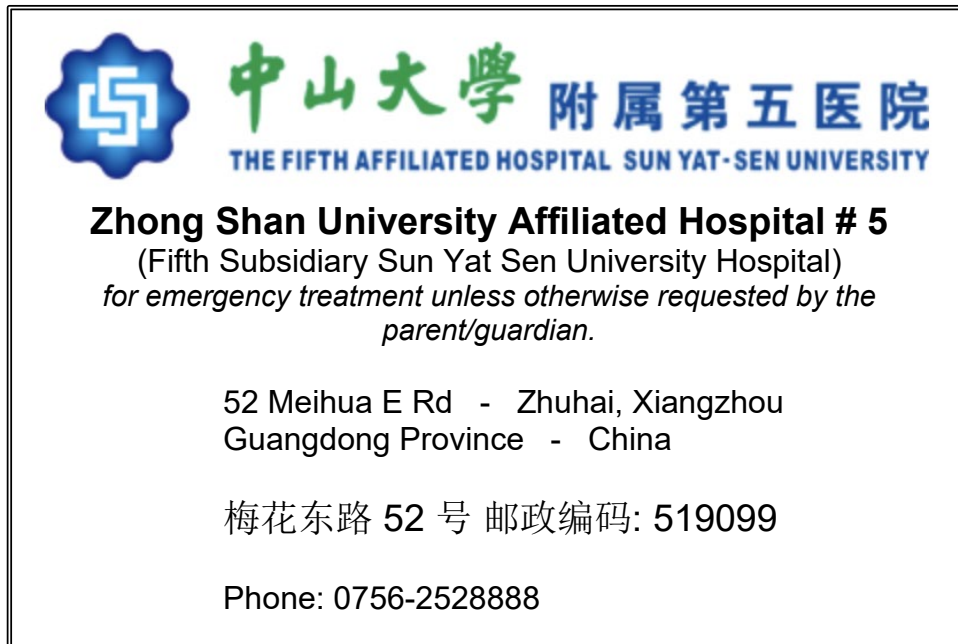 中山大學 附属第五医院
THE FIFTH AFFILIATED HOSPITAL SUN YAT-SEN UNIVERSITY
Zhong Shan University Affiliated Hospital # 5
(Fifth Subsidiary Sun Yat Sen University Hospital)
for emergency treatment unless otherwise requested by the
parent/guardian.
52 Meihua E Rd - Zhuhai, Xiangzhou
Guangdong Province - China
梅花东路 52 号 邮政编码: 519099
Phone: 0756-2528888